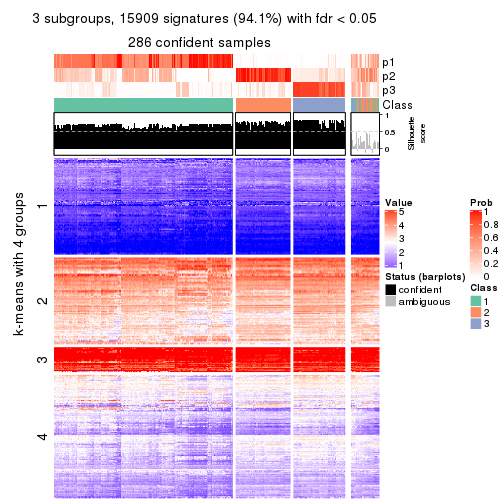 3 subgroups, 15909 signatures (94.1%) with fdr < 0.05
286 confident samples
p1
p2
p3
Class
1
0.5
0
Silhouette
score
k-means with 4 groups
1
2
3
4
Value
5
4
3
2
1
Status (barplots)
confident
ambiguous
Prob
1
0.8
0.6
0.4
0.2
0
Class
1
2
3